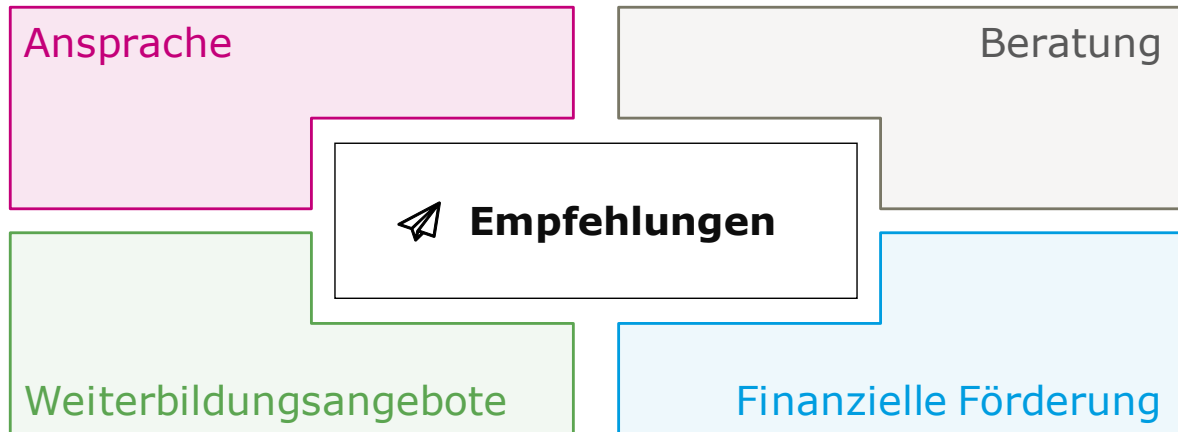 Ansprache
Beratung
Empfehlungen
Weiterbildungsangebote
Finanzielle Förderung